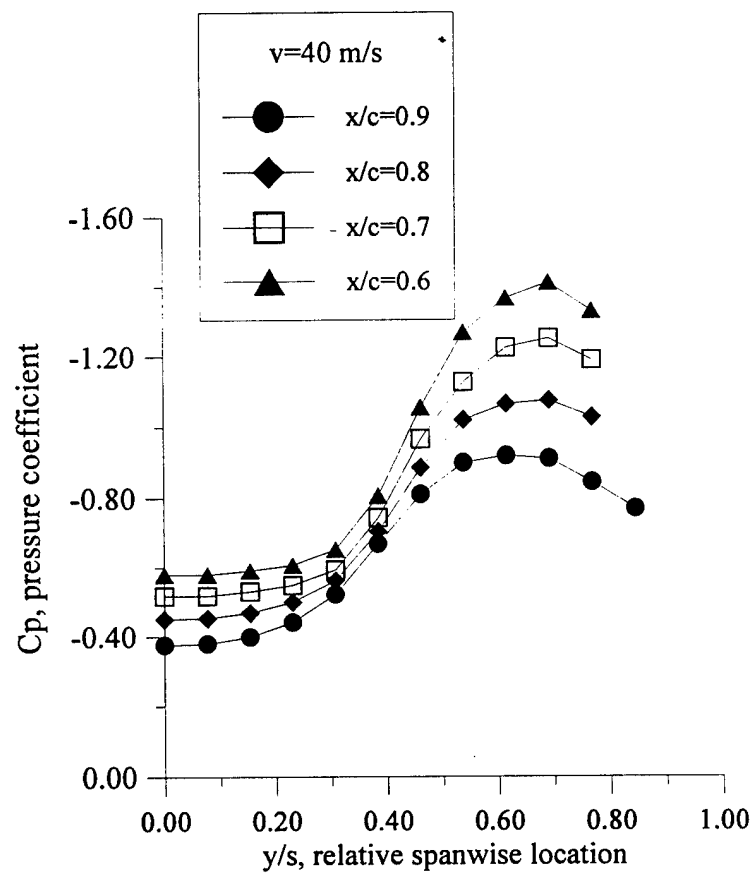 v=40 m/s
x/c=0.9
x/c=0.8
x/c=0.7
x/c=0.6
-1.60
-1.20
-0.80
-0.40
0.00
Cp, pressure coefficient
0.00 0.20 0.40 0.60 0.80 1.00
y/s, relative spanwise location